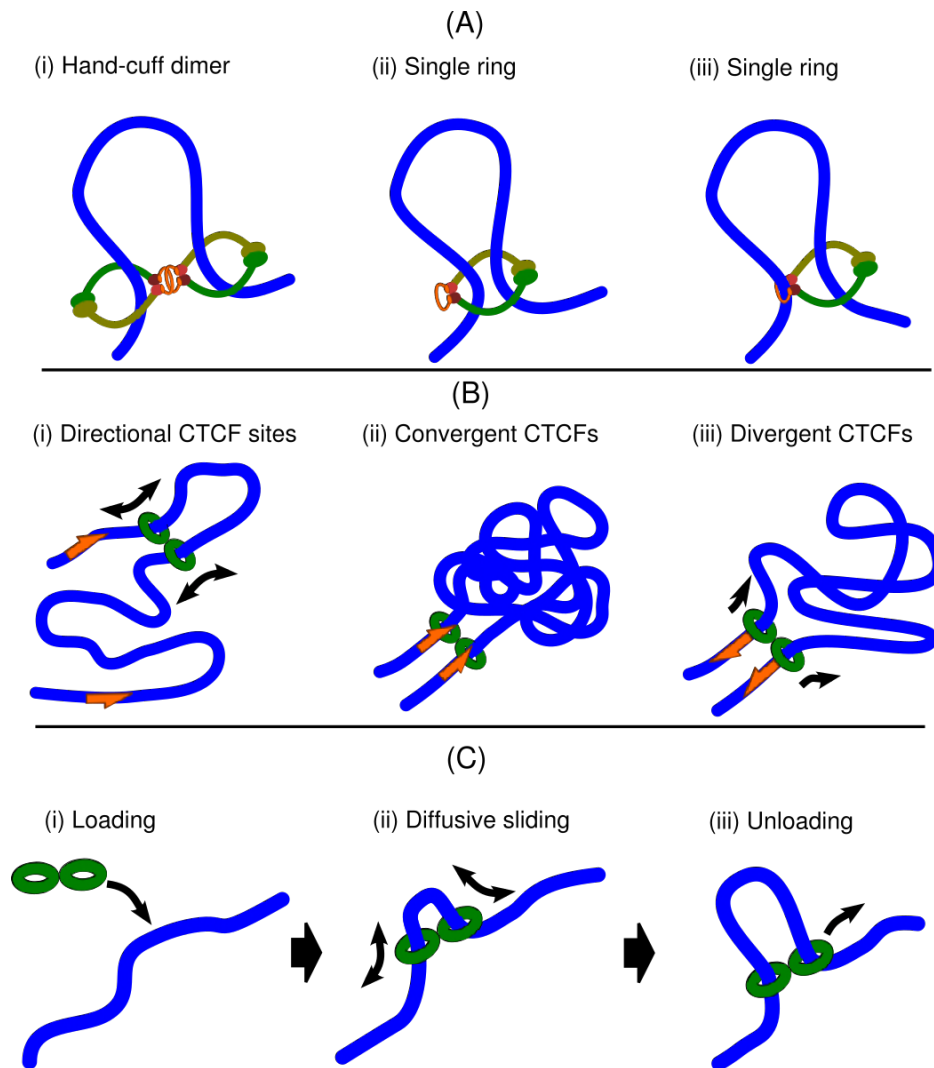 (A)
(i) Hand-cuff dimer
(ii) Single ring
(iii) Single ring
(B)
(i) Directional CTCF sites
(ii) Convergent CTCFs
(iii) Divergent CTCFs
(C)
(i) Loading
(ii) Diffusive sliding
(iii) Unloading